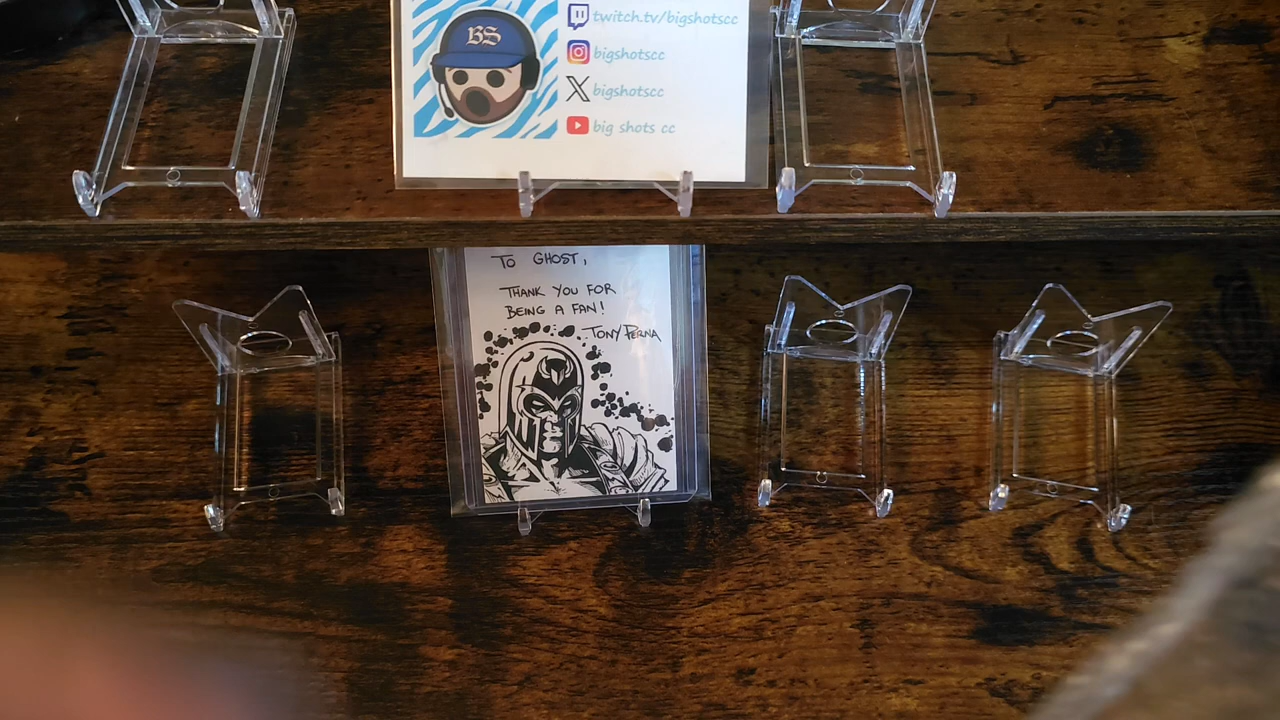 BS
twitch.tv/bigshotscc
bigshotscc
bigshotscc
big shots cc
TO GHOST,
THANK YOU FOR
BEING A FAN!
TONY PERNA